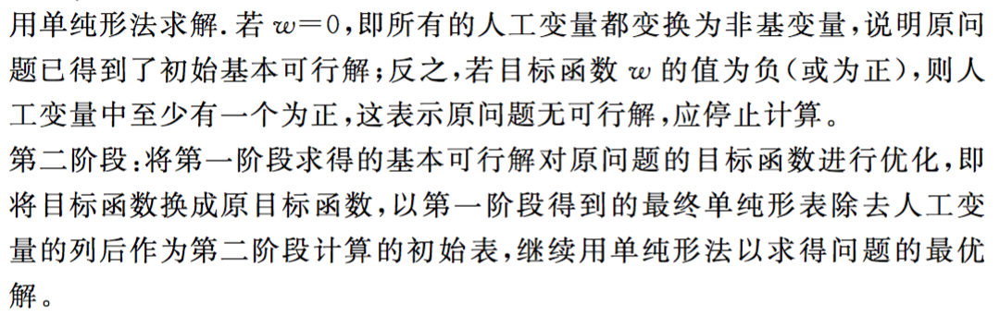 用单纯形法求解.若 w=0,即所有的人工变量都变换为非基变量,说明原问
题已得到了初始基本可行解;反之,若目标函数 w 的值为负(或为正),则人
工变量中至少有一个为正,这表示原问题无可行解,应停止计算。
第二阶段:将第一阶段求得的基本可行解对原问题的目标函数进行优化,即
将目标函数换成原目标函数,以第一阶段得到的最终单纯形表除去人工变
量的列后作为第二阶段计算的初始表,继续用单纯形法以求得问题的最优
解。